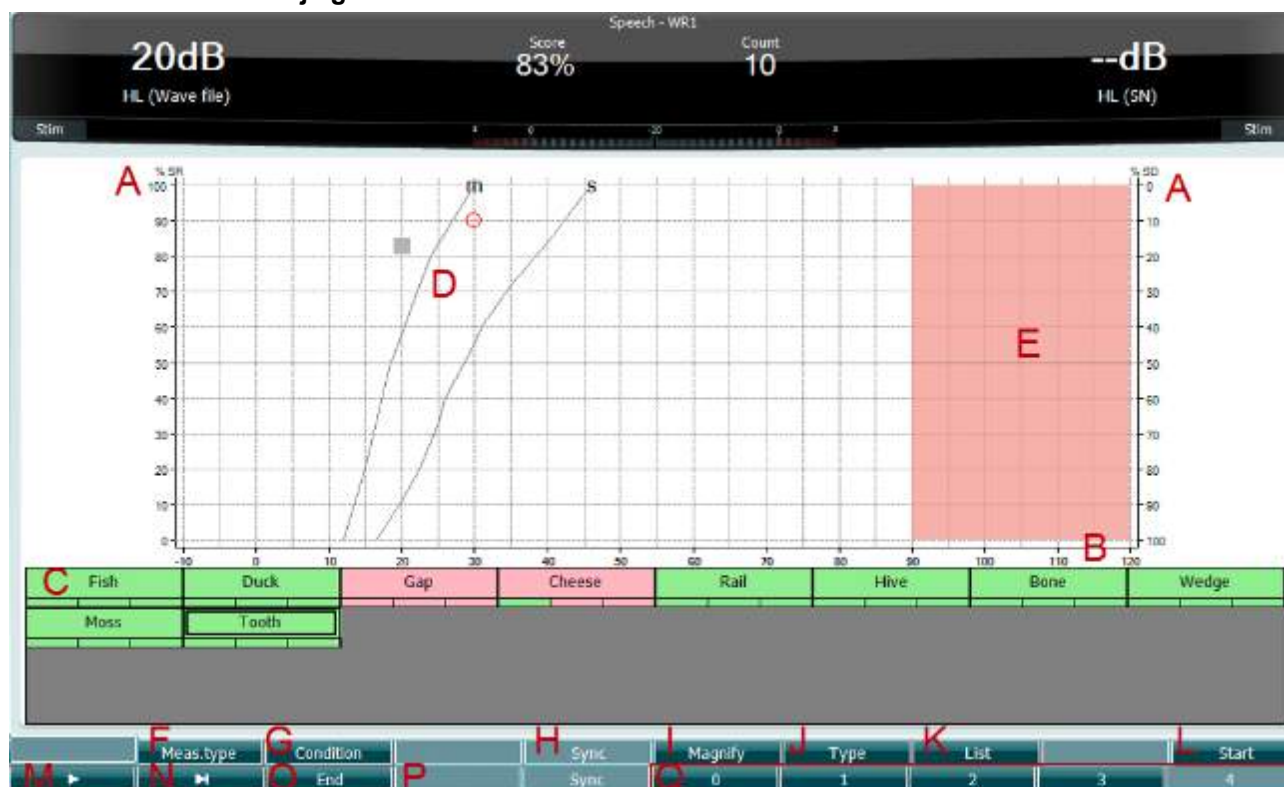 Speech - WR1
20dB Score Count --dB
83% 10
HL (Wave file) HL (SN)
Stim Stim
A % SR m s % SD A
100 0
90 10
80 20
D
70 30
60 40
E
50 50
40 60
30 70
20 80
10 90
0 100
-10 0 10 20 30 40 50 60 70 80 90 100 110 B 120
C Fish Duck Gap Cheese Rail Hive Bone Wedge
Moss Tooth
F Meas.type G Condition H Sync I Magnify J Type K List L Start
M N O End P Sync Q 0 1 2 3 4